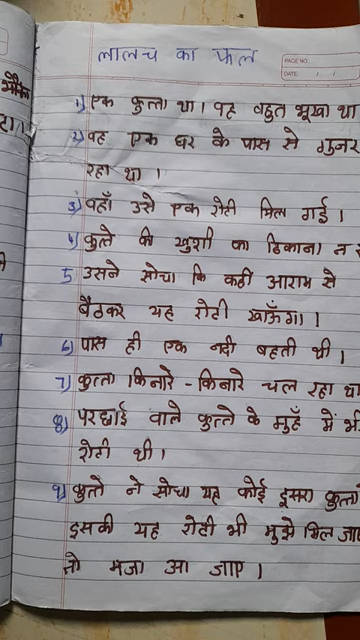 लालच का फल
PAGE NO.
DATE / /
1) एक कुत्ता था। वह बहुत भूखा था
2) वह एक घर के पास से गुजर
रहा था।
3) वहाँ उसे एक रोटी मिल गई।
4) कुत्ते की खुशी का ठिकाना न
5 उसने सोचा कि कहीं आराम से
बैठकर यह रोटी खाऊँगा।
6) पास ही एक नदी बहती थी।
7) कुत्ता किनारे - किनारे चल रहा था
8) परछाई वाले कुत्ते के मुहँ में भी
रोटी थी।
9) कुत्ते ने सोचा यह कोई दूसरा कुत्ता
इसकी यह रोटी भी मुझे मिल जाए
तो मजा आ जाए।